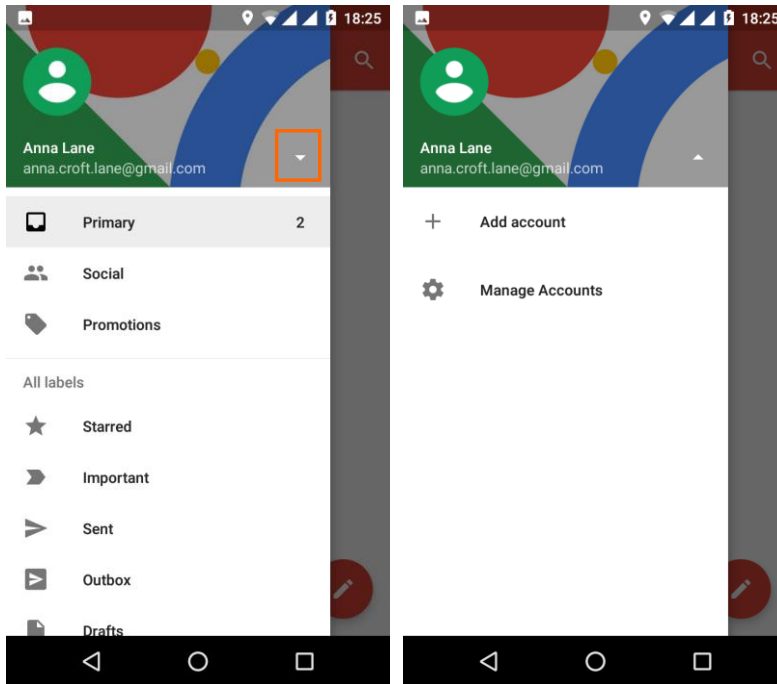 18:25
Anna Lane
anna.croft.lane@gmail.com
Primary 2
Social
Promotions
All labels
Starred
Important
Sent
Outbox
Drafts
18:25
Anna Lane
anna.croft.lane@gmail.com
Add account
Manage Accounts